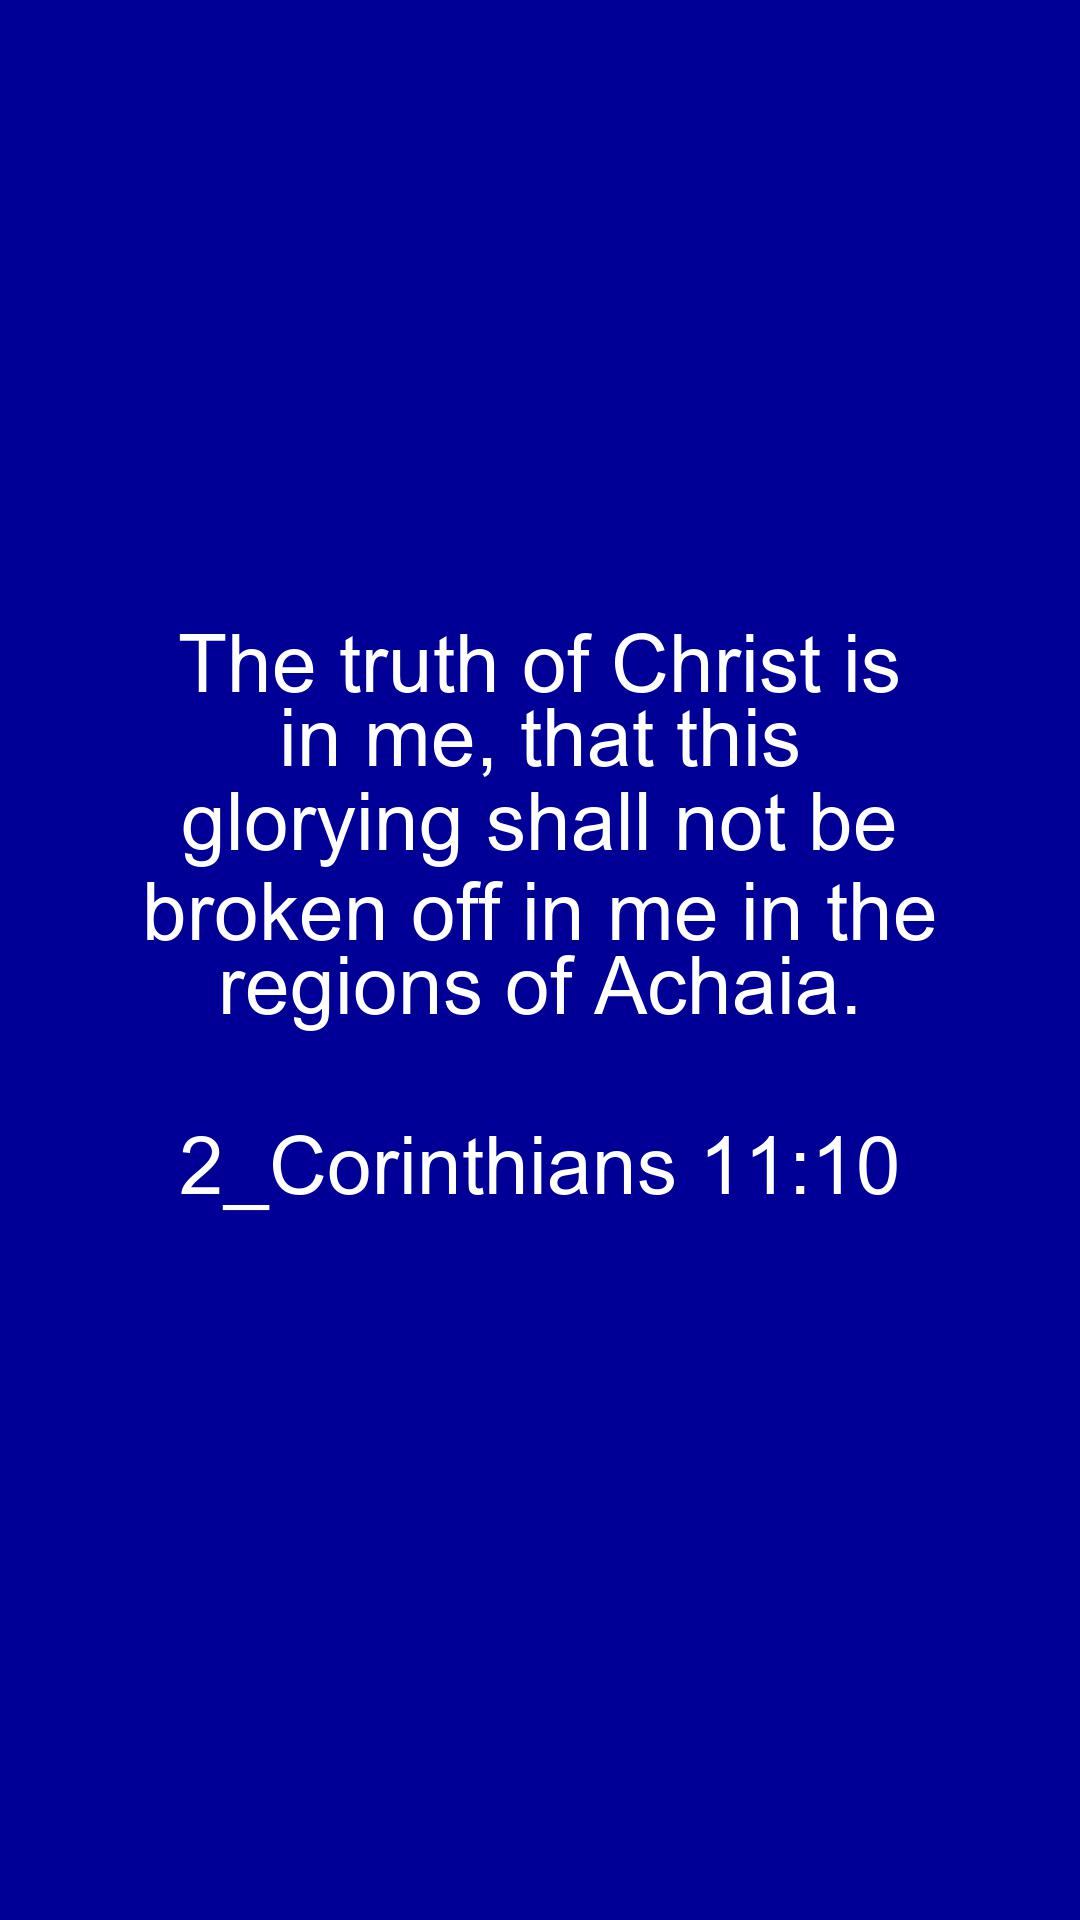 The truth of Christ is
in me, that this
glorying shall not be
broken off in me in the
regions of Achaia.
2_Corinthians 11:10